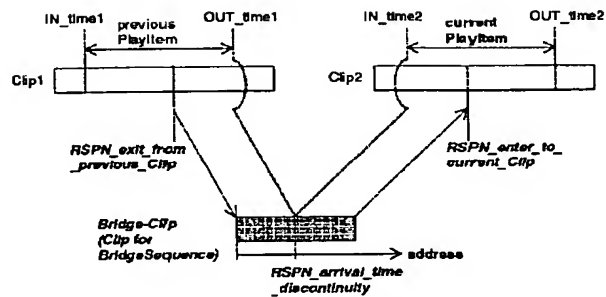 IN_time1
previous
PlayItem
OUT_time1
IN_time2
current
PlayItem
OUT_time2
Clip1
Clip2
RSPN_exit_from
_previous_Clip
RSPN_enter_to_
current_Clip
Bridge-Clip
(Clip for
BridgeSequence)
address
RSPN_arrival_time
_discontinuity